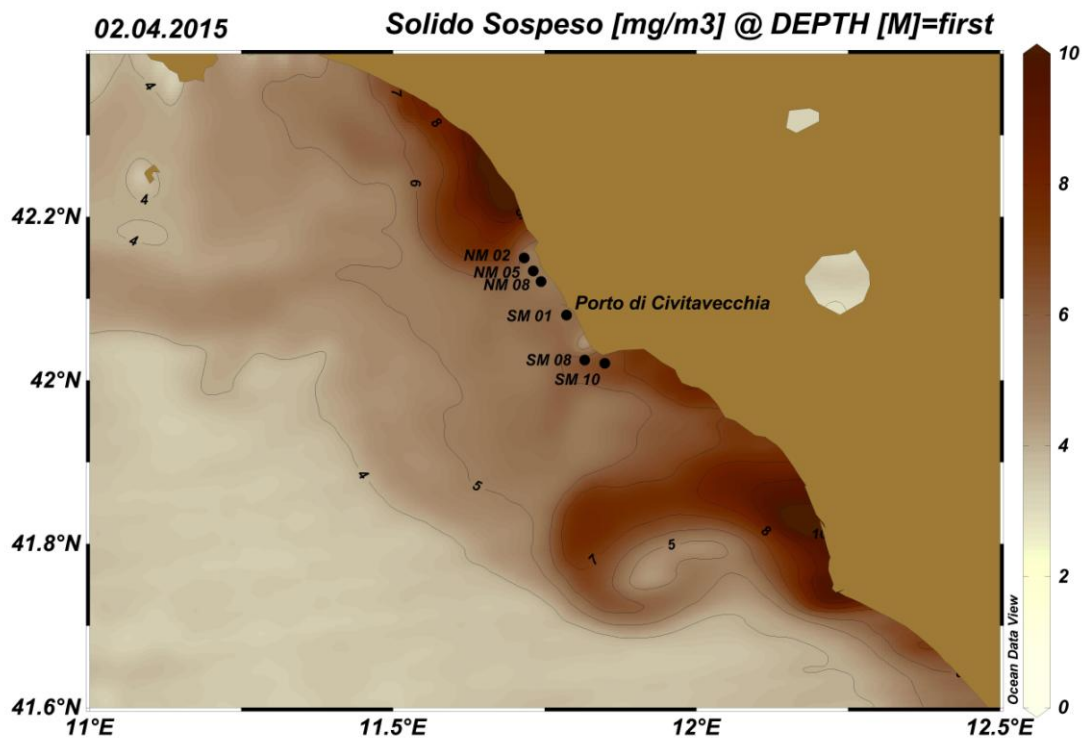 02.04.2015
Solido Sospeso [mg/m3] @ DEPTH [M]=first
10
8
6
4
2
0
Ocean Data View
42.2°N
42°N
41.8°N
41.6°N
11°E
11.5°E
12°E
12.5°E
4
4
4
7
8
6
9
NM 02
NM 05
NM 08
SM 01
Porto di Civitavecchia
SM 08
SM 10
4
5
5
7
8
10